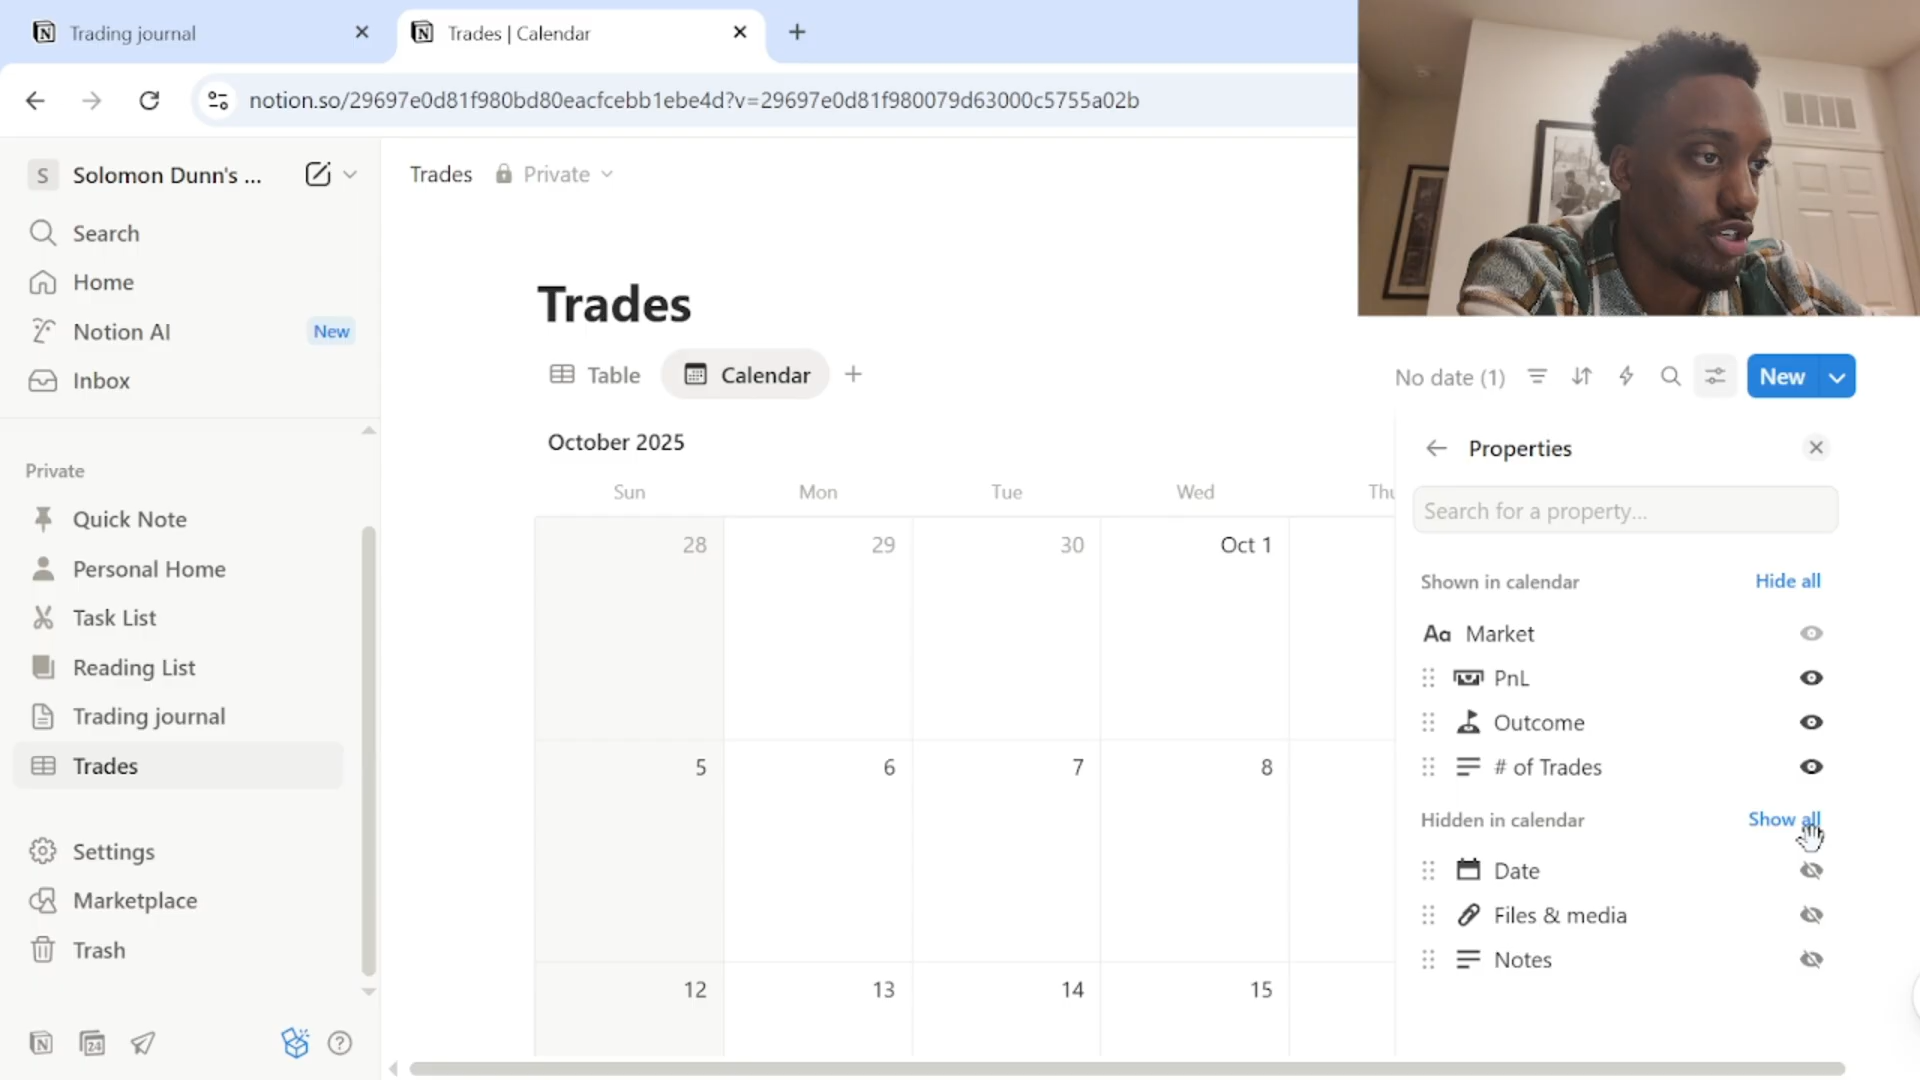 Trading journal
Trades | Calendar
notion.so/29697e0d81f980bd80eacfcebb1ebe4d?v=29697e0d81f980079d63000c5755a02b
S
Solomon Dunn's ...
Search
Home
Notion AI
New
Inbox
Private
Quick Note
Personal Home
Task List
Reading List
Trading journal
Trades
Settings
Marketplace
Trash
24
Trades
Private
Trades
Table
Calendar
No date (1)
New
October 2025
Sun
Mon
Tue
Wed
Thu
28
29
30
Oct 1
5
6
7
8
12
13
14
15
Properties
Search for a property...
Shown in calendar
Hide all
Aa Market
PnL
Outcome
# of Trades
Hidden in calendar
Show all
Date
Files & media
Notes